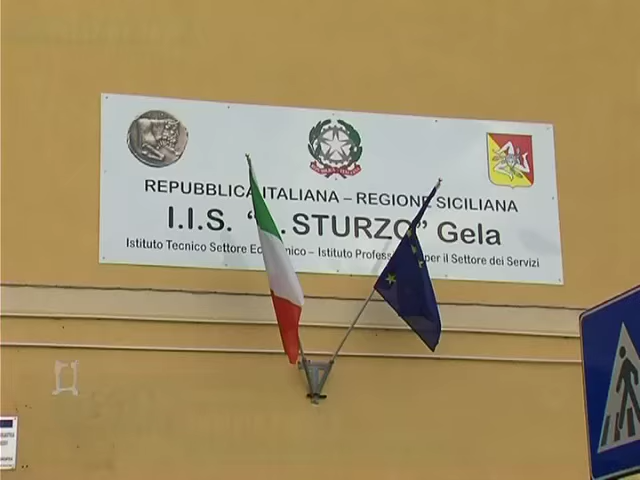 REPUBBLICA ITALIANA – REGIONE SICILIANA
I.I.S. ". STURZO" Gela
Istituto Tecnico Settore Economico – Istituto Professionale per il Settore dei Servizi